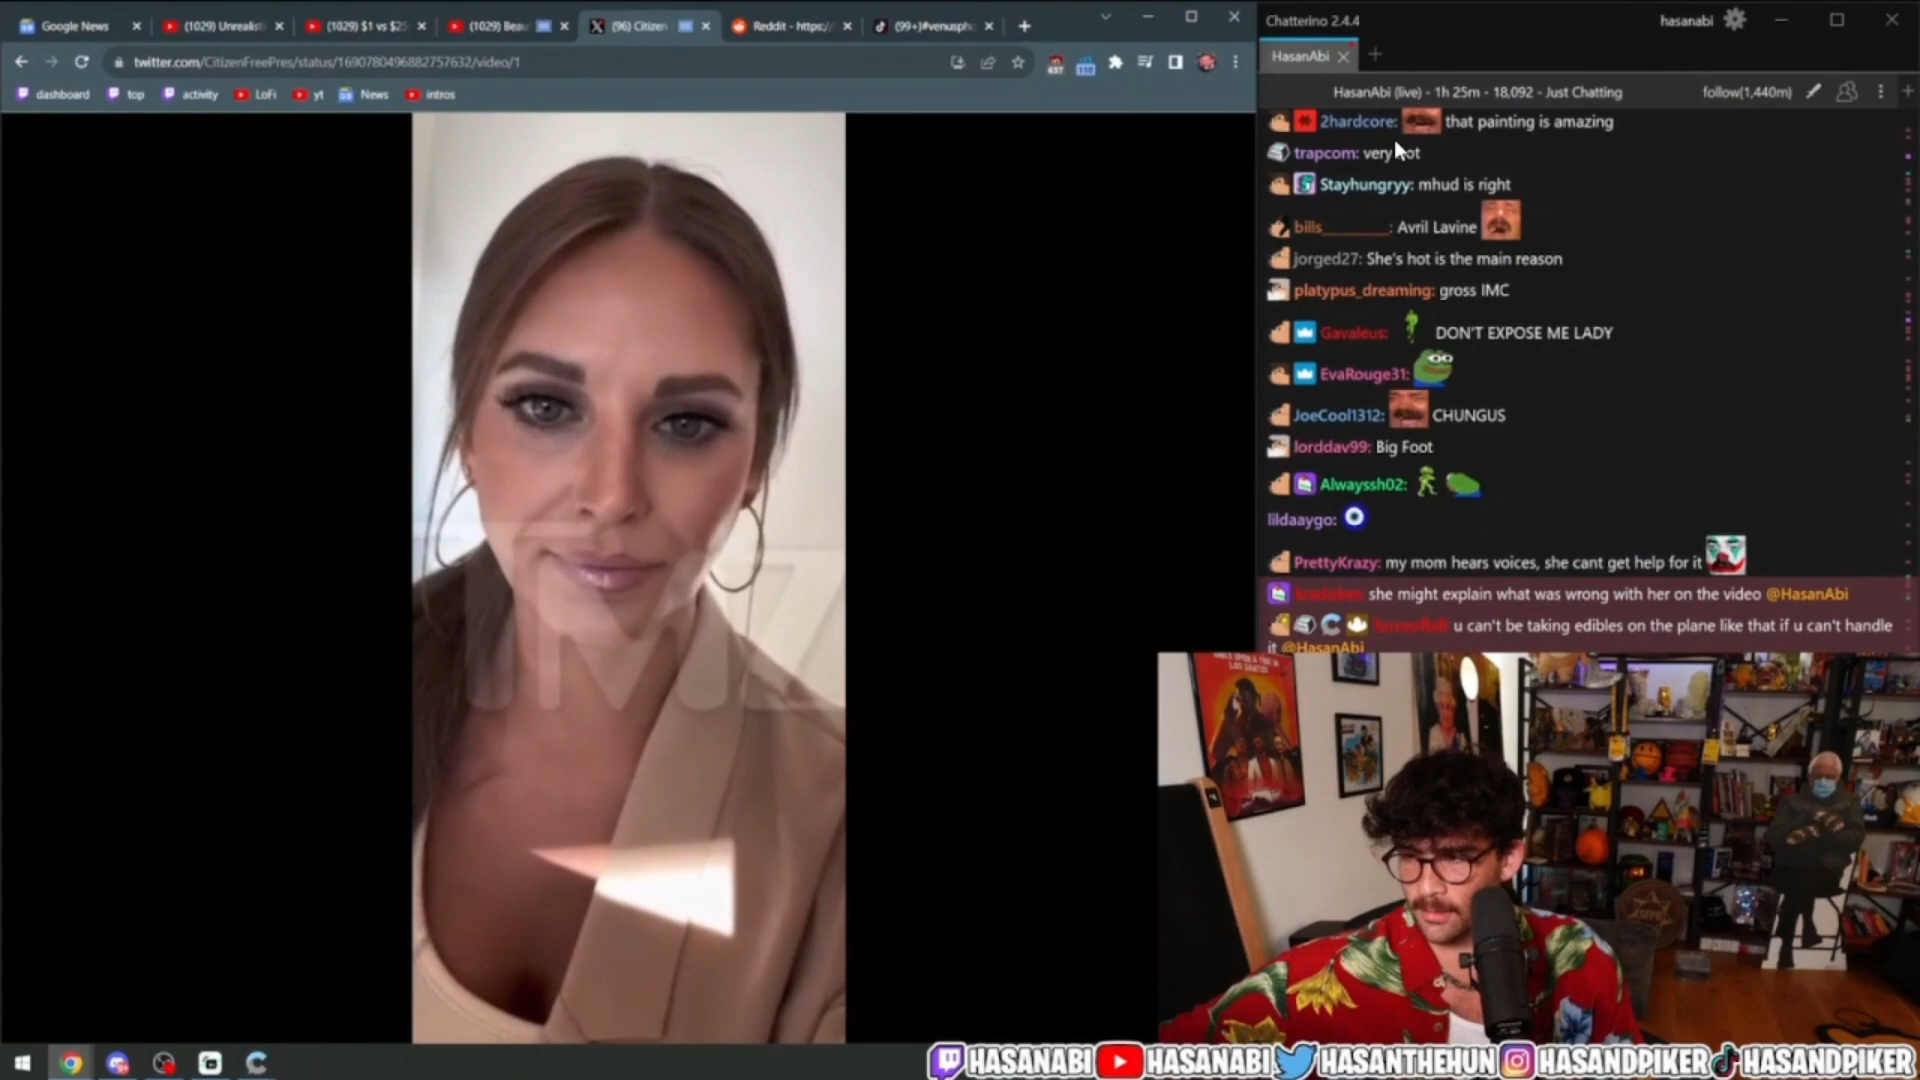 Google News
(1029) Unrealisti
(1029) $1 vs $25
(1029) Beau
(96) Citizen
Reddit - https://
(99+)#venuspho
Chatterino 2.4.4
hasanabi
twitter.com/CitizenFreePres/status/1690780496882757632/video/1
HasanAbi
dashboard
top
activity
LoFi
yt
News
intros
HasanAbi (live) - 1h 25m - 18,092 - Just Chatting
follow(1,440m)
2hardcore: that painting is amazing
trapcom: very
Stayhungryy: mhud is right
bills________: Avril Lavine
jorged27: She's hot is the main reason
platypus_dreaming: gross IMC
Gavaleus: DON'T EXPOSE ME LADY
EvaRouge31:
JoeCool1312: CHUNGUS
lorddav99: Big Foot
Alwayssh02:
lildaaygo:
PrettyKrazy: my mom hears voices, she cant get help for it
she might explain what was wrong with her on the video @HasanAbi
u can't be taking edibles on the plane like that if u can't handle
it @HasanAbi
TMZ
LOS SANTOS
HASANABI
HASANABI
HASANTHEHUN
HASANDPIKER
HASANDPIKER